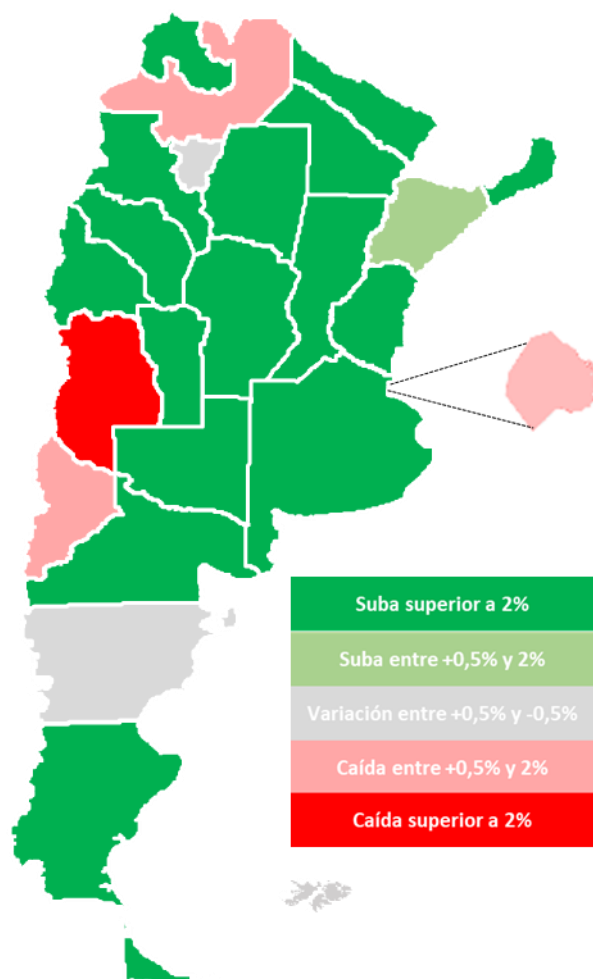 Suba superior a 2%
Suba entre +0,5% y 2%
Variación entre +0,5% y -0,5%
Caída entre +0,5% y 2%
Caída superior a 2%